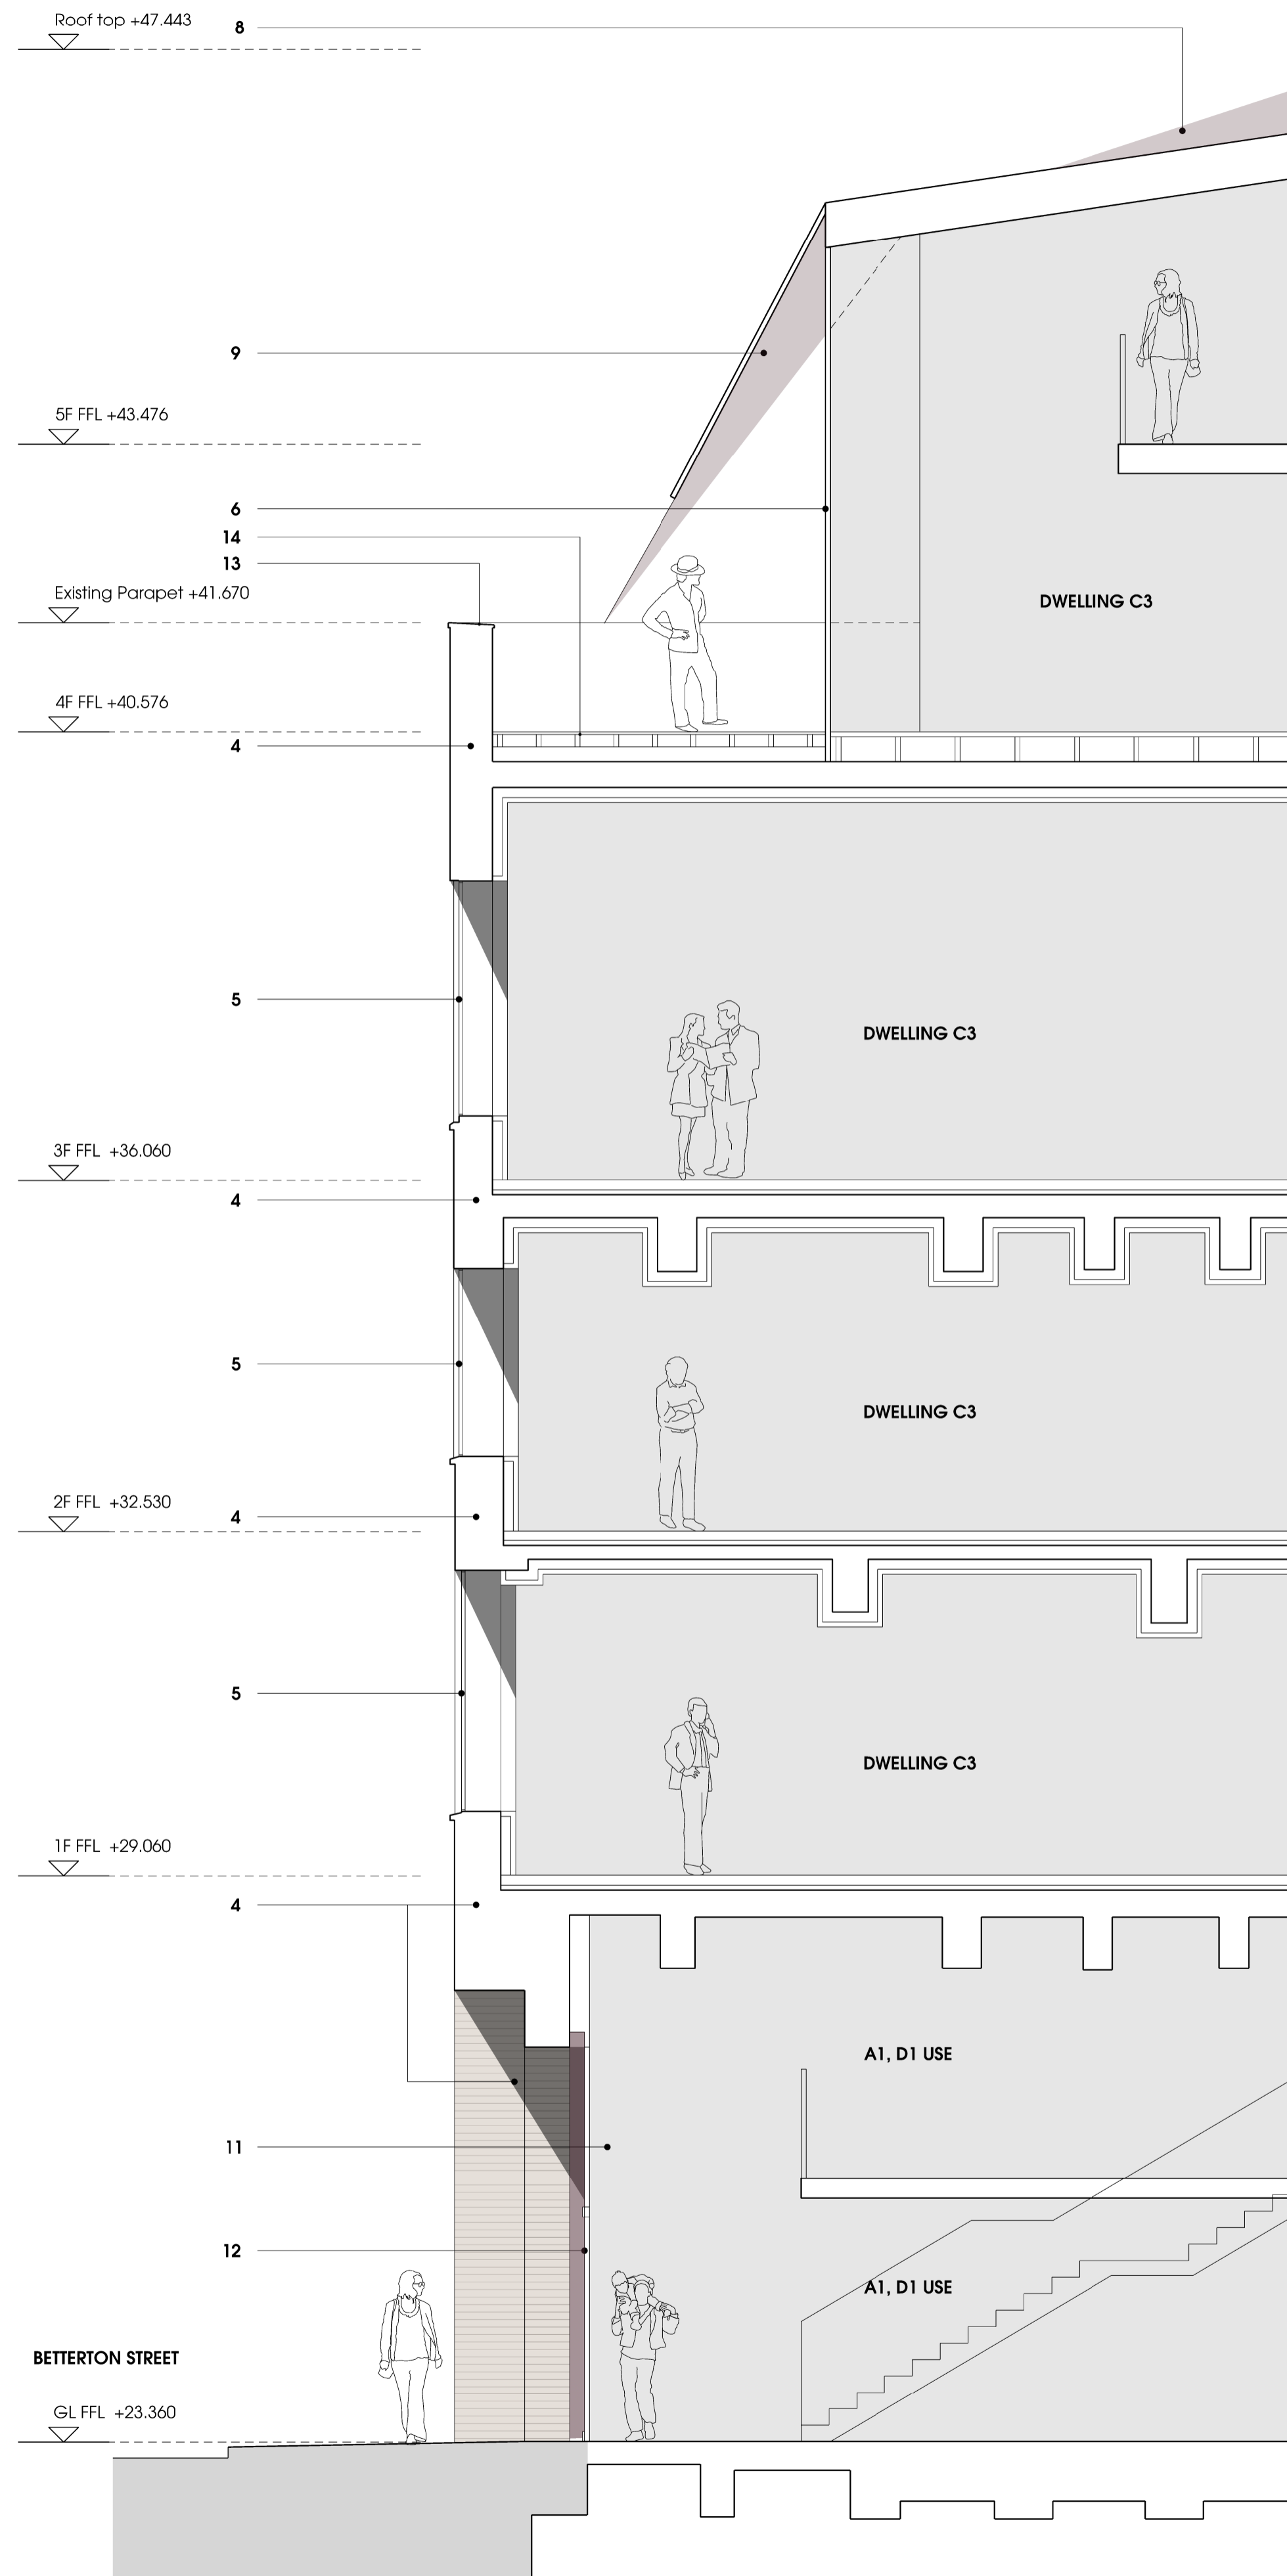 Roof top +47.443
8
9
5F FFL +43.476
6
14
13
Existing Parapet +41.670
DWELLING C3
4F FFL +40.576
4
5
DWELLING C3
3F FFL +36.060
4
5
DWELLING C3
2F FFL +32.530
4
5
DWELLING C3
1F FFL +29.060
4
A1, D1 USE
11
12
A1, D1 USE
BETTERTON STREET
GL FFL +23.360